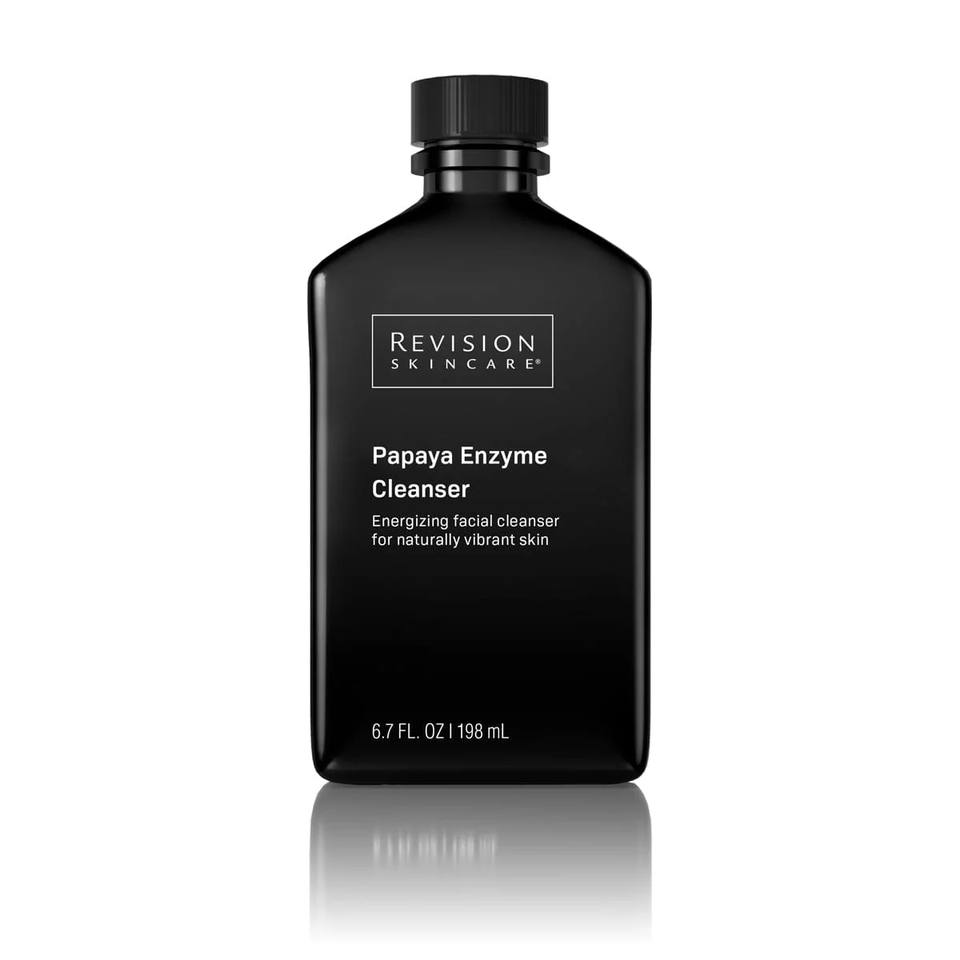 REVISION
SKINCARE®
Papaya Enzyme
Cleanser
Energizing facial cleanser
for naturally vibrant skin
6.7 FL. OZ | 198 mL